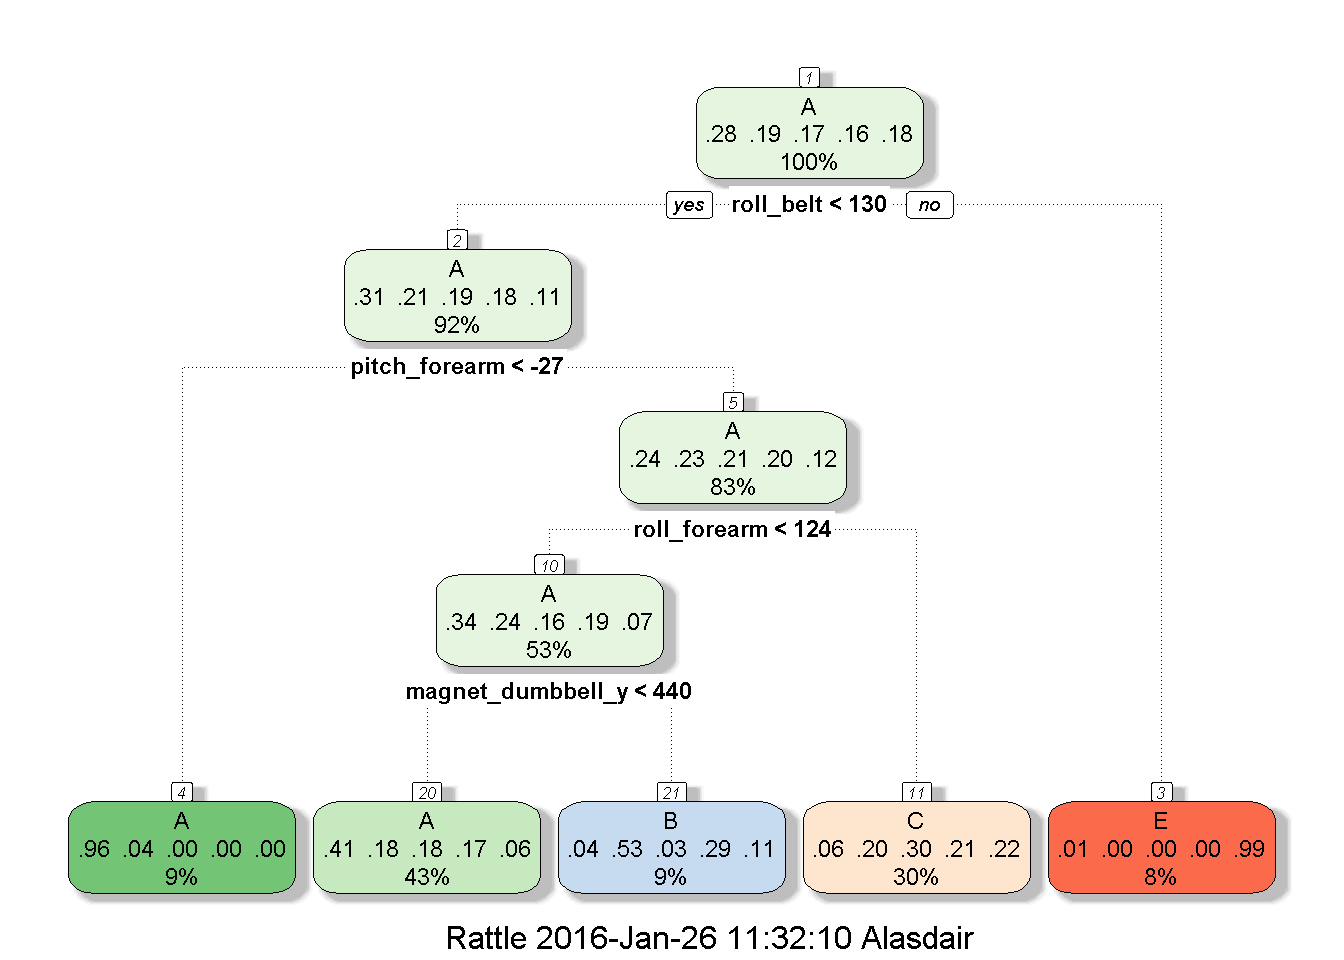 1
A
.28 .19 .17 .16 .18
100%
yes roll_belt < 130 no
2
A
.31 .21 .19 .18 .11
92%
pitch_forearm < -27
5
A
.24 .23 .21 .20 .12
83%
roll_forearm < 124
10
A
.34 .24 .16 .19 .07
53%
magnet_dumbbell_y < 440
4
A
.96 .04 .00 .00 .00
9%
20
A
.41 .18 .18 .17 .06
43%
21
B
.04 .53 .03 .29 .11
9%
11
C
.06 .20 .30 .21 .22
30%
3
E
.01 .00 .00 .00 .99
8%
Rattle 2016-Jan-26 11:32:10 Alasdair